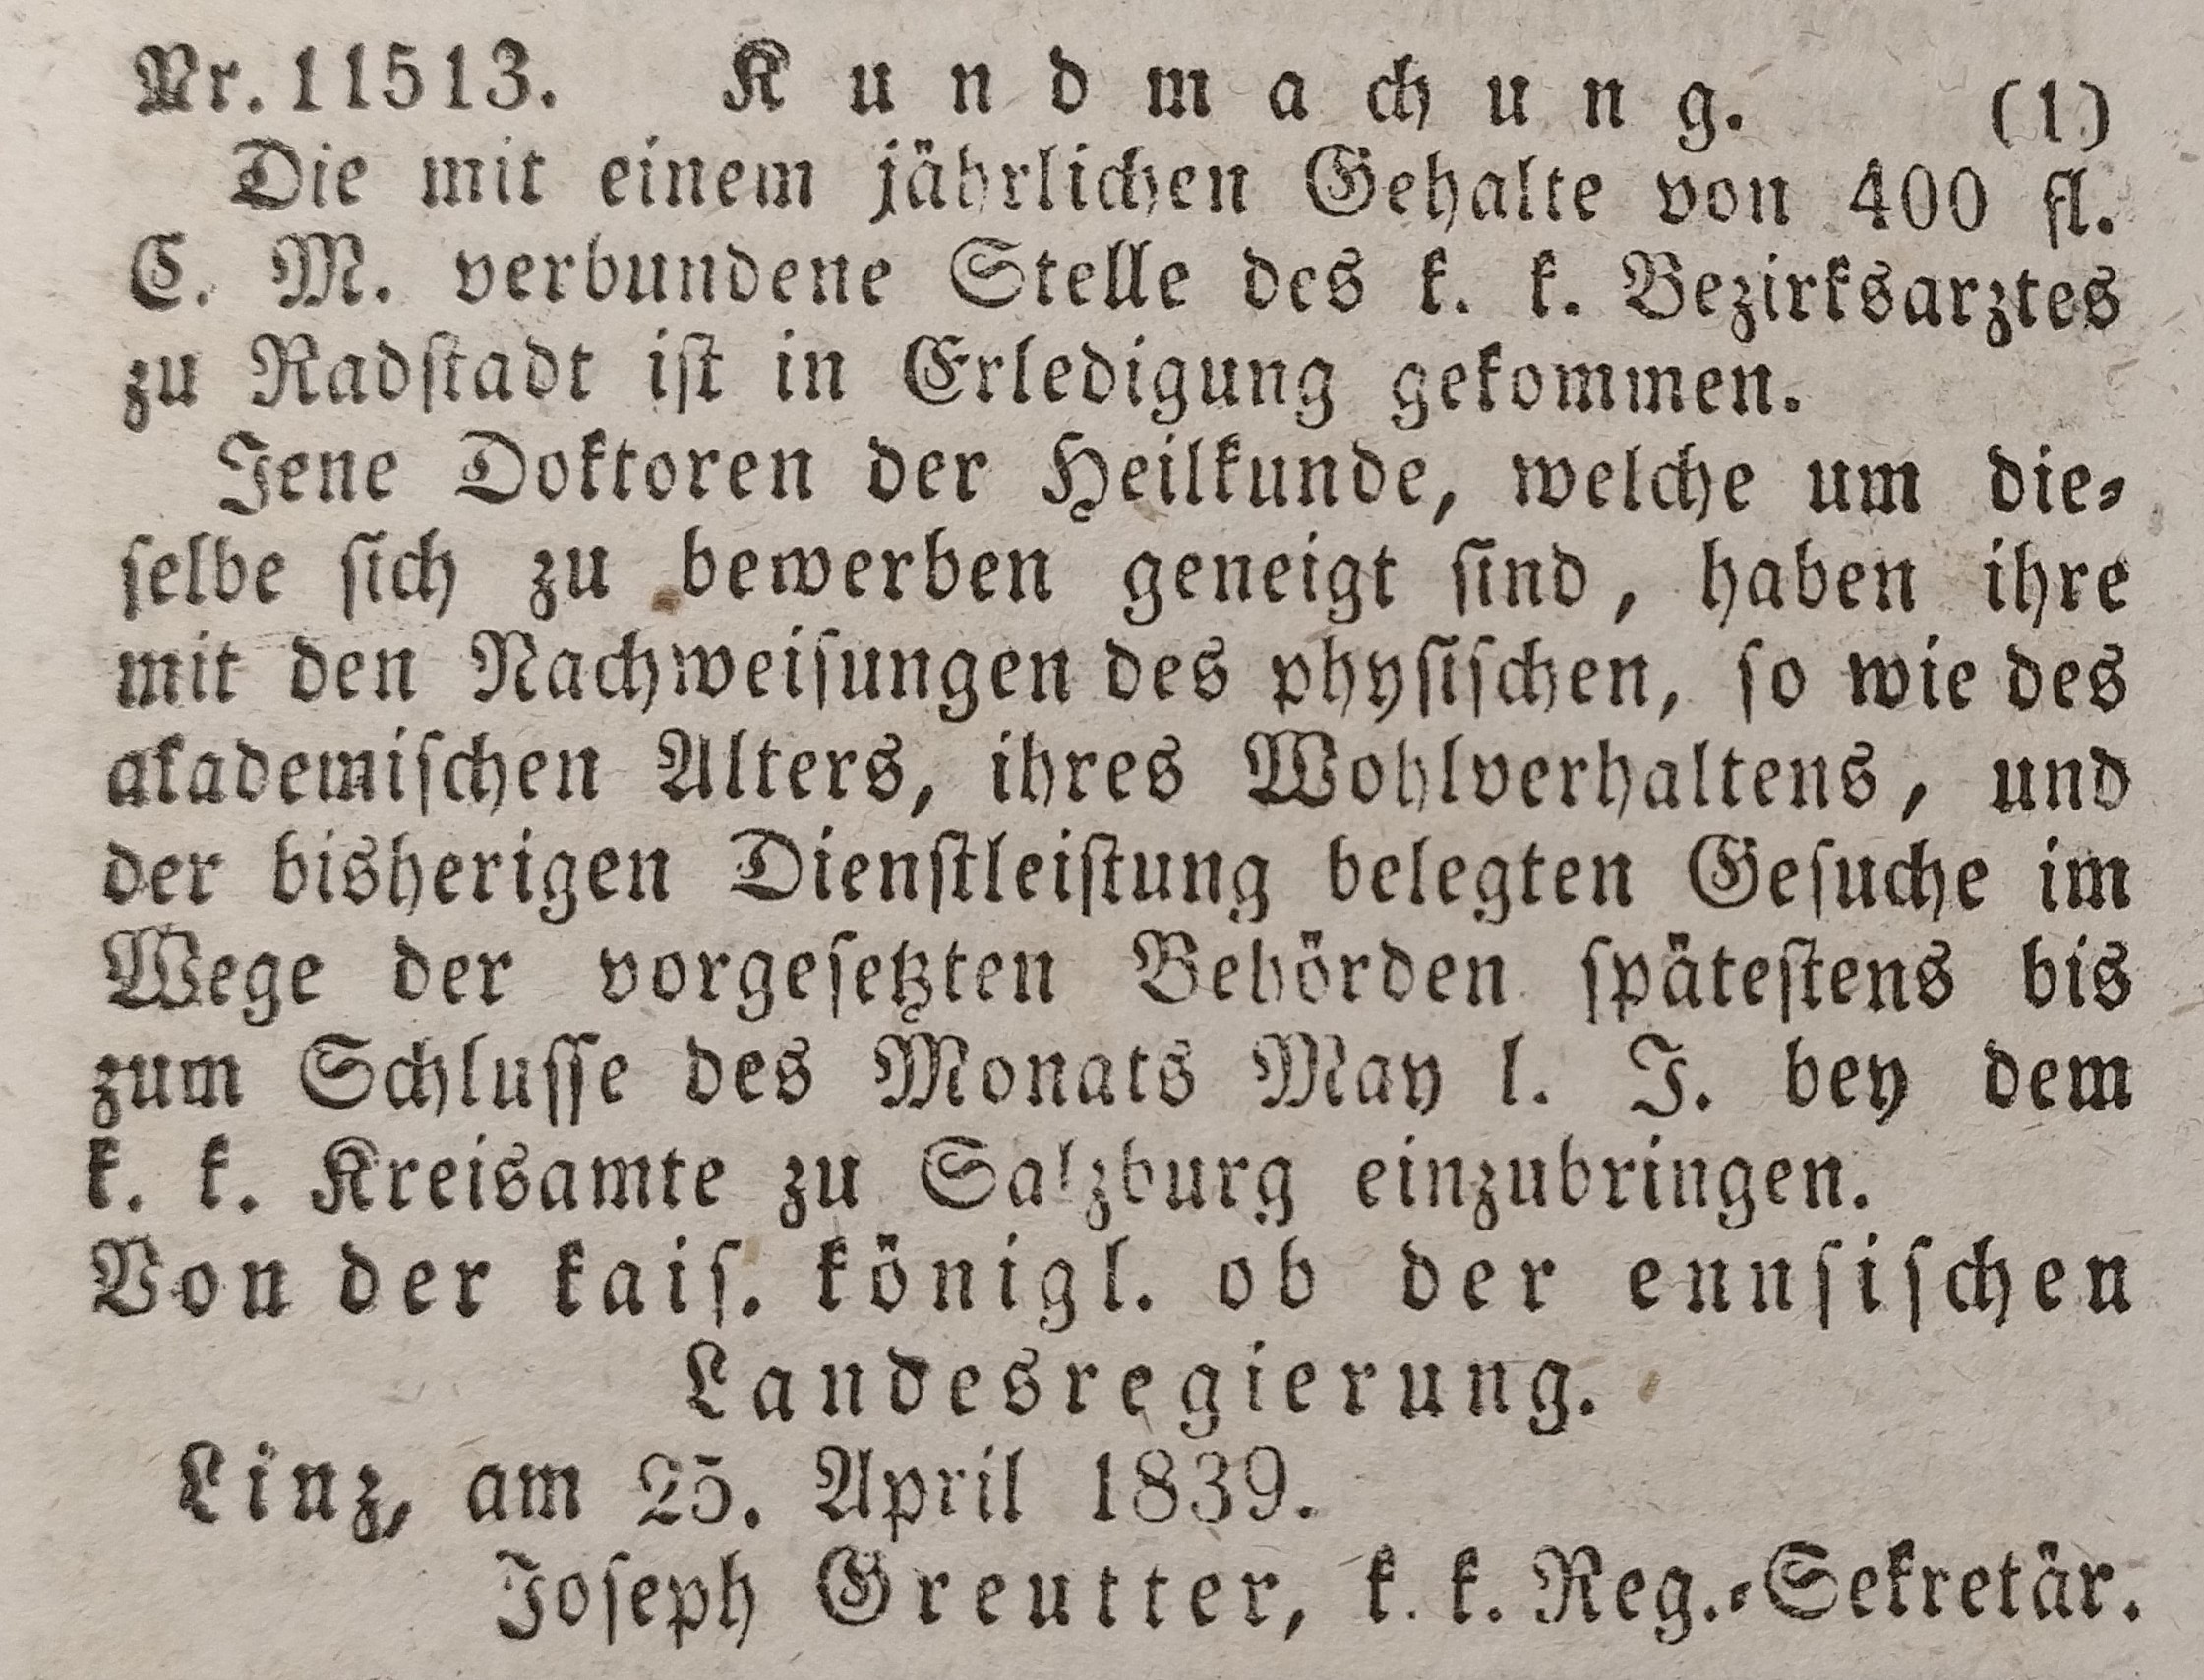 Nr. 11513. Kundmachung. (1)
Die mit einem jährlichen Gehalte von 400 fl.
C. M. verbundene Stelle des k. k. Bezirksarztes
zu Radſtadt iſt in Erledigung gekommen.
Jene Doktoren der Heilkunde, welche um die⸗
ſelbe ſich zu bewerben geneigt ſind, haben ihre
mit den Nachweiſungen des phyſiſchen, ſo wie des
akademiſchen Alters, ihres Wohlverhaltens, und
der bisherigen Dienſtleiſtung belegten Geſuche im
Wege der vorgeſetzten Behörden ſpäteſtens bis
zum Schluſſe des Monats May l. J. bey dem
k. k. Kreisamte zu Salzburg einzubringen.
Von der kaiſ. königl. ob der ennſiſchen
Landesregierung.
Linz, am 25. April 1839.
Joſeph Greutter, k. k. Reg.⸗Sekretär.